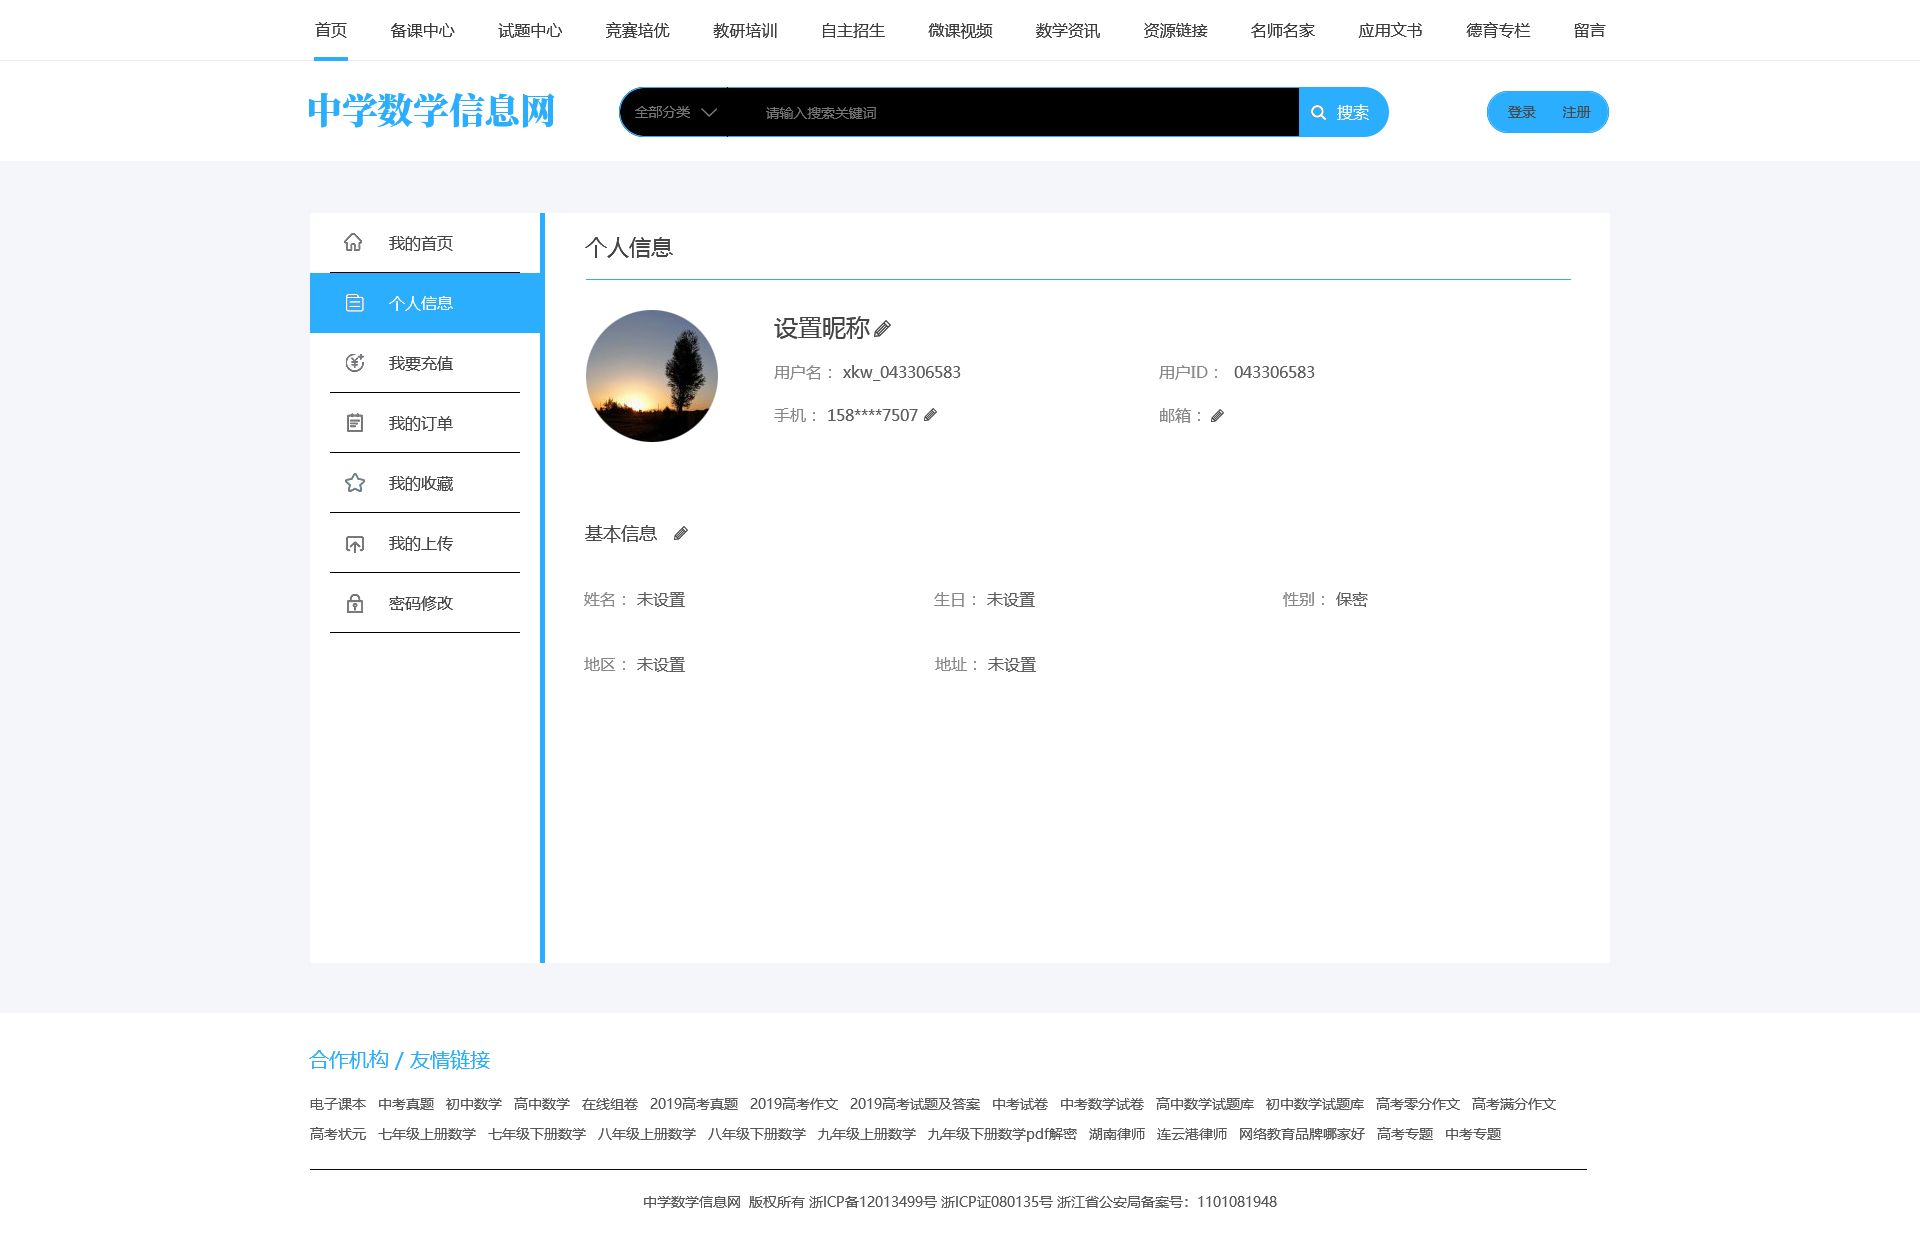 首页 备课中心 试题中心 竞赛培优 教研培训 自主招生 微课视频 数学资讯 资源链接 名师名家 应用文书 德育专栏 留言
中学数学信息网 全部分类 请输入搜索关键词 搜索 登录 注册
我的首页
个人信息
我要充值
我的订单
我的收藏
我的上传
密码修改
个人信息
设置昵称
用户名： xkw_043306583 用户ID： 043306583
手机： 158****7507 邮箱：
基本信息
姓名： 未设置 生日： 未设置 性别： 保密
地区： 未设置 地址： 未设置
合作机构 / 友情链接
电子课本 中考真题 初中数学 高中数学 在线组卷 2019高考真题 2019高考作文 2019高考试题及答案 中考试卷 中考数学试卷 高中数学试题库 初中数学试题库 高考零分作文 高考满分作文
高考状元 七年级上册数学 七年级下册数学 八年级上册数学 八年级下册数学 九年级上册数学 九年级下册数学pdf解密 湖南律师 连云港律师 网络教育品牌哪家好 高考专题 中考专题
中学数学信息网 版权所有 浙ICP备12013499号 浙ICP证080135号 浙江省公安局备案号：1101081948